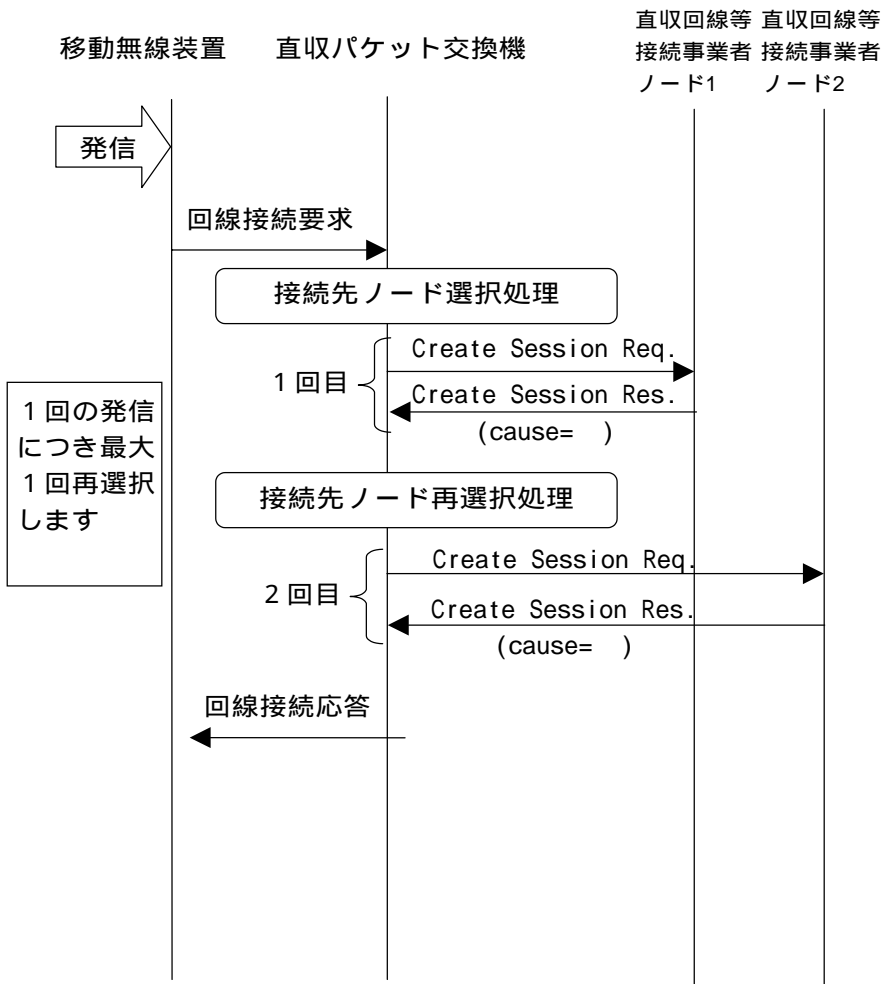 移動無線装置
直収パケット交換機
直収回線等
接続事業者
ノード1
直収回線等
接続事業者
ノード2
発信
回線接続要求
接続先ノード選択処理
Create Session Req.
1回目
Create Session Res.
(cause= )
1回の発信
につき最大
1回再選択
します
接続先ノード再選択処理
Create Session Req.
2回目
Create Session Res.
(cause= )
回線接続応答